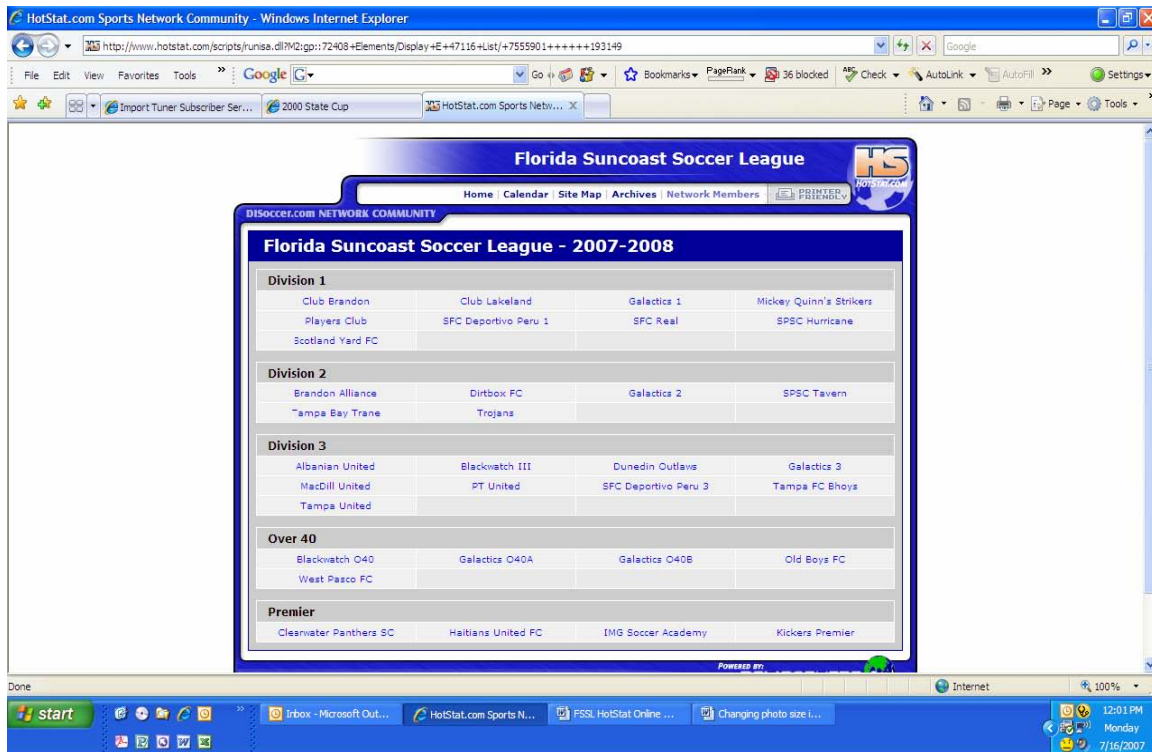 HotStat.com Sports Network Community - Windows Internet Explorer
http://www.hotstat.com/scripts/runisa.dll?M2:gp::72408+Elements/Display+E+47116+List/+7555901++++++193149
Google
File Edit View Favorites Tools » Google G Go Bookmarks PageRank 36 blocked ABC Check AutoLink AutoFill » Settings
Import Tuner Subscriber Ser... 2000 State Cup HotStat.com Sports Netw... X Page Tools »
Florida Suncoast Soccer League
HS
HOTSTAT.COM
Home | Calendar | Site Map | Archives | Network Members
PRINTER FRIENDLY
DISoccer.com NETWORK COMMUNITY
Florida Suncoast Soccer League - 2007-2008
Division 1
Club Brandon Club Lakeland Galactics 1 Mickey Quinn's Strikers
Players Club SFC Deportivo Peru 1 SFC Real SPSC Hurricane
Scotland Yard FC
Division 2
Brandon Alliance Dirtbox FC Galactics 2 SPSC Tavern
Tampa Bay Trane Trojans
Division 3
Albanian United Blackwatch III Dunedin Outlaws Galactics 3
MacDill United PT United SFC Deportivo Peru 3 Tampa FC Bhoys
Tampa United
Over 40
Blackwatch O40 Galactics O40A Galactics O40B Old Boys FC
West Pasco FC
Premier
Clearwater Panthers SC Haitians United FC IMG Soccer Academy Kickers Premier
POWERED BY:
Done Internet 100%
start » Inbox - Microsoft Out... HotStat.com Sports N... FSSL HotStat Online ... Changing photo size i... 12:01 PM
Monday
7/16/2007